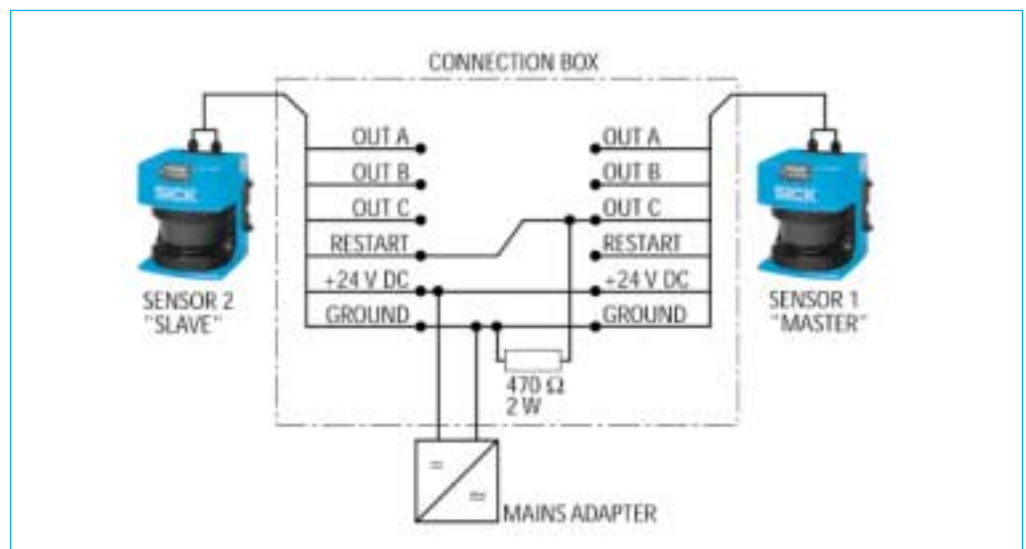 CONNECTION BOX
OUT A
OUT B
OUT C
RESTART
+24 V DC
GROUND
OUT A
OUT B
OUT C
RESTART
+24 V DC
GROUND
SICK
SENSOR 2
"SLAVE"
SICK
SENSOR 1
"MASTER"
470 Ω
2 W
=
≈
MAINS ADAPTER